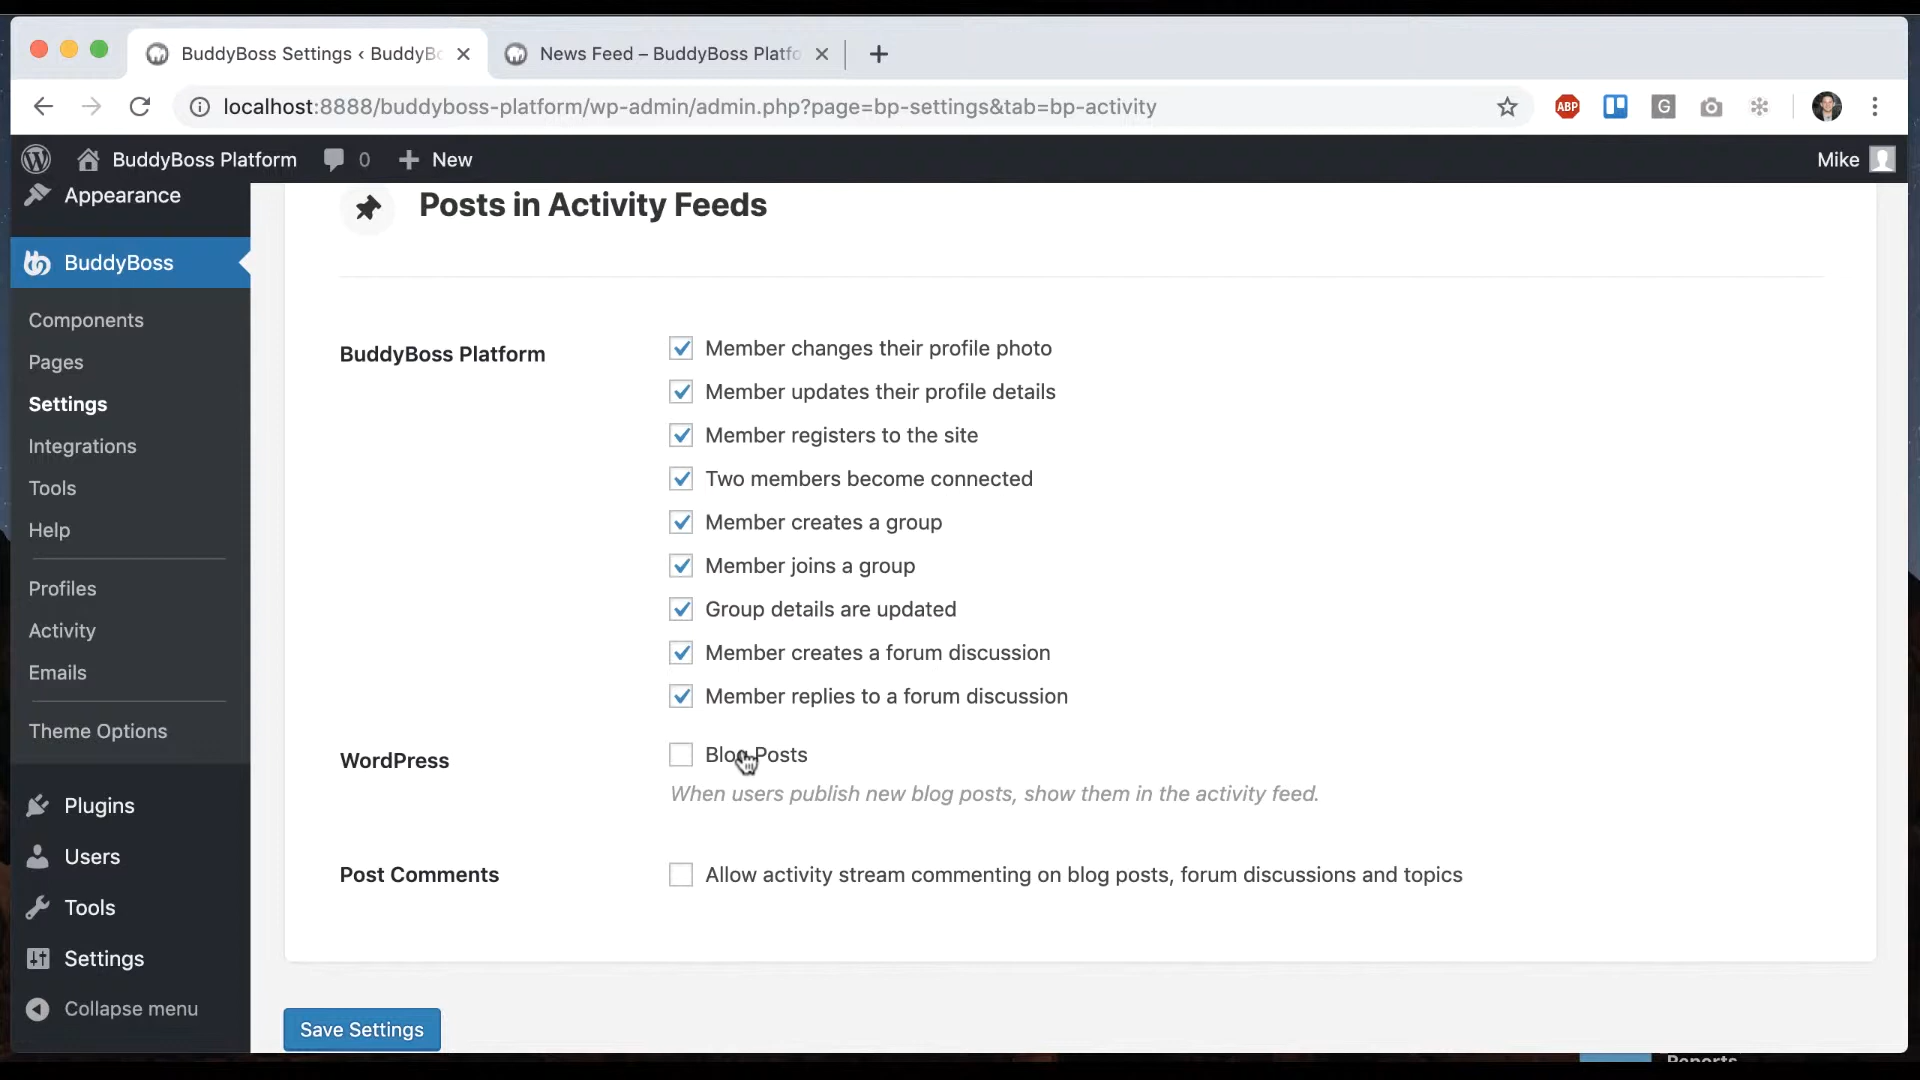 BuddyBoss Settings ‹ BuddyBo
News Feed – BuddyBoss Platfo
localhost:8888/buddyboss-platform/wp-admin/admin.php?page=bp-settings&tab=bp-activity
ABP
G
BuddyBoss Platform
0
New
Mike
Appearance
BuddyBoss
Components
Pages
Settings
Integrations
Tools
Help
Profiles
Activity
Emails
Theme Options
Plugins
Users
Tools
Settings
Collapse menu
Posts in Activity Feeds
BuddyBoss Platform
Member changes their profile photo
Member updates their profile details
Member registers to the site
Two members become connected
Member creates a group
Member joins a group
Group details are updated
Member creates a forum discussion
Member replies to a forum discussion
WordPress
Blog Posts
When users publish new blog posts, show them in the activity feed.
Post Comments
Allow activity stream commenting on blog posts, forum discussions and topics
Save Settings
Reports